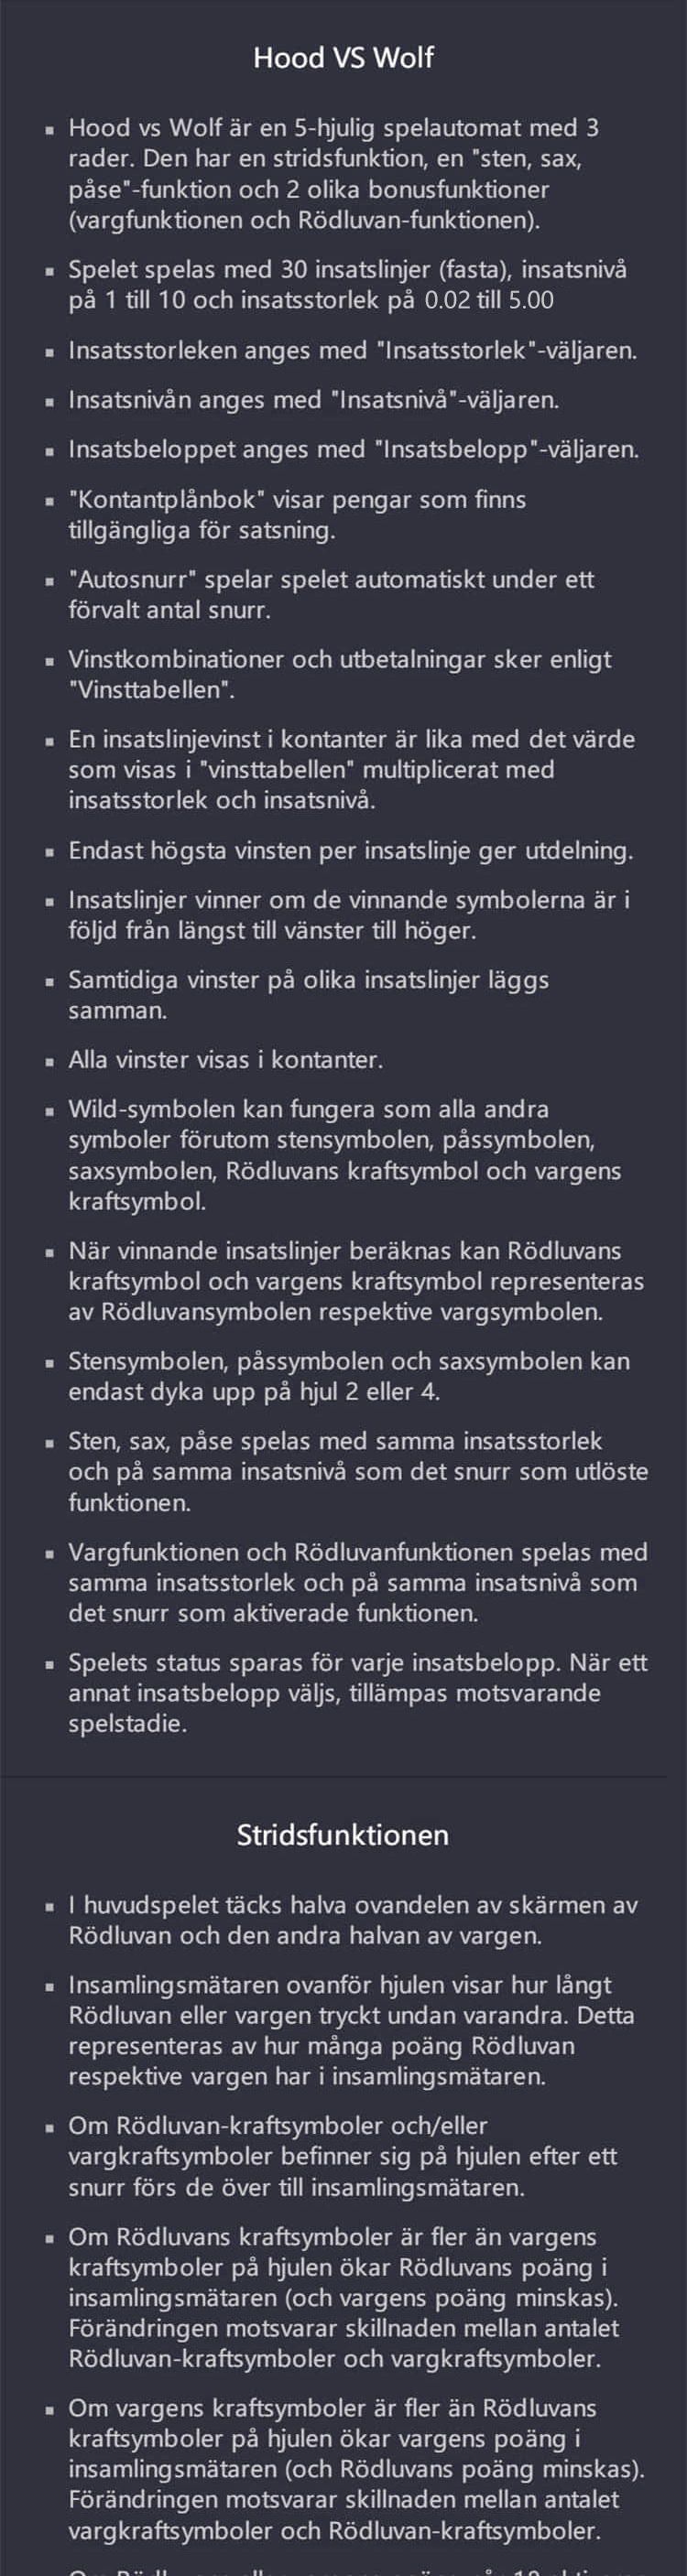 Hood VS Wolf
Hood vs Wolf är en 5-hjulig spelautomat med 3
rader. Den har en stridsfunktion, en "sten, sax,
påse"-funktion och 2 olika bonusfunktioner
(vargfunktionen och Rödluvan-funktionen).
Spelet spelas med 30 insatslinjer (fasta), insatsnivå
på 1 till 10 och insatsstorlek på 0.02 till 5.00
Insatsstorleken anges med "Insatsstorlek"-väljaren.
Insatsnivån anges med "Insatsnivå"-väljaren.
Insatsbeloppet anges med "Insatsbelopp"-väljaren.
"Kontantplånbok" visar pengar som finns
tillgängliga för satsning.
"Autosnurr" spelar spelet automatiskt under ett
förvalt antal snurr.
Vinstkombinationer och utbetalningar sker enligt
"Vinsttabellen".
En insatslinjevinst i kontanter är lika med det värde
som visas i "vinsttabellen" multiplicerat med
insatsstorlek och insatsnivå.
Endast högsta vinsten per insatslinje ger utdelning.
Insatslinjer vinner om de vinnande symbolerna är i
följd från längst till vänster till höger.
Samtidiga vinster på olika insatslinjer läggs
samman.
Alla vinster visas i kontanter.
Wild-symbolen kan fungera som alla andra
symboler förutom stensymbolen, påssymbolen,
saxsymbolen, Rödluvans kraftsymbol och vargens
kraftsymbol.
När vinnande insatslinjer beräknas kan Rödluvans
kraftsymbol och vargens kraftsymbol representeras
av Rödluvansymbolen respektive vargsymbolen.
Stensymbolen, påssymbolen och saxsymbolen kan
endast dyka upp på hjul 2 eller 4.
Sten, sax, påse spelas med samma insatsstorlek
och på samma insatsnivå som det snurr som utlöste
funktionen.
Vargfunktionen och Rödluvanfunktionen spelas med
samma insatsstorlek och på samma insatsnivå som
det snurr som aktiverade funktionen.
Spelets status sparas för varje insatsbelopp. När ett
annat insatsbelopp väljs, tillämpas motsvarande
spelstadie.
Stridsfunktionen
I huvudspelet täcks halva ovandelen av skärmen av
Rödluvan och den andra halvan av vargen.
Insamlingsmätaren ovanför hjulen visar hur långt
Rödluvan eller vargen tryckt undan varandra. Detta
representeras av hur många poäng Rödluvan
respektive vargen har i insamlingsmätaren.
Om Rödluvan-kraftsymboler och/eller
vargkraftsymboler befinner sig på hjulen efter ett
snurr förs de över till insamlingsmätaren.
Om Rödluvans kraftsymboler är fler än vargens
kraftsymboler på hjulen ökar Rödluvans poäng i
insamlingsmätaren (och vargens poäng minskas).
Förändringen motsvarar skillnaden mellan antalet
Rödluvan-kraftsymboler och vargkraftsymboler.
Om vargens kraftsymboler är fler än Rödluvans
kraftsymboler på hjulen ökar vargens poäng i
insamlingsmätaren (och Rödluvans poäng minskas).
Förändringen motsvarar skillnaden mellan antalet
vargkraftsymboler och Rödluvan-kraftsymboler.